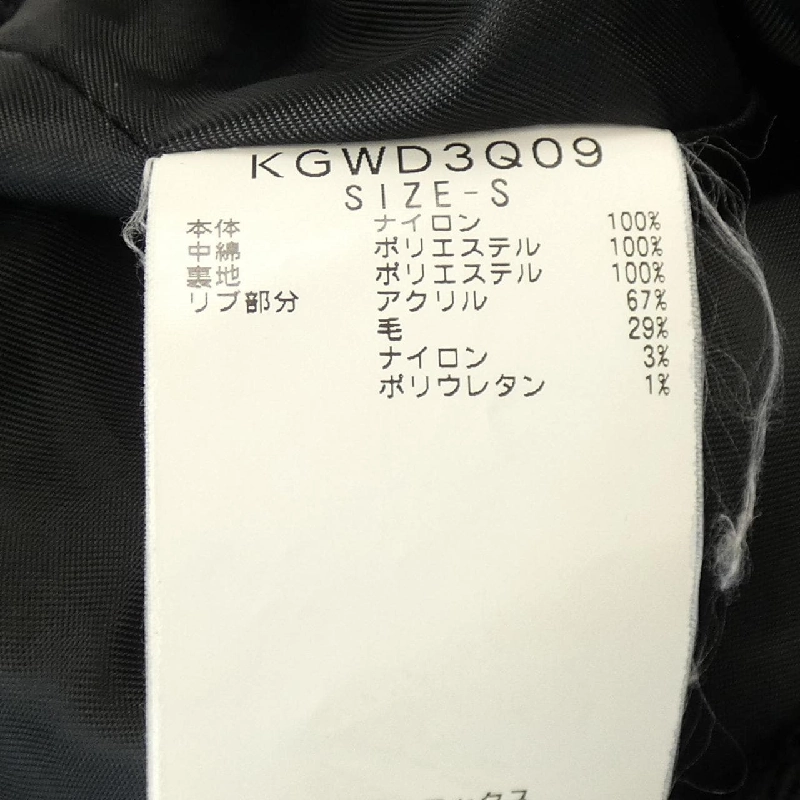 KGWD3Q09
SIZE-S
本体 ナイロン 100%
中綿 ポリエステル 100%
裏地 ポリエステル 100%
リブ部分 アクリル 67%
毛 29%
ナイロン 3%
ポリウレタン 1%